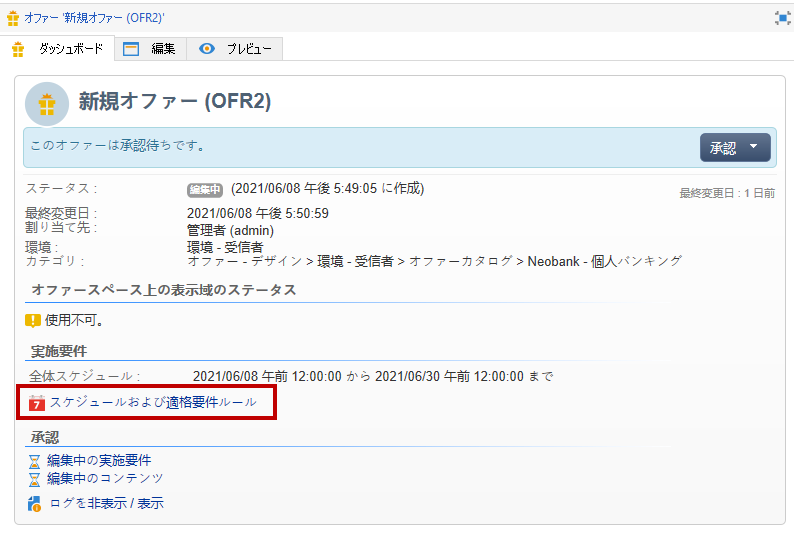 オファー '新規オファー (OFR2)'
ダッシュボード 編集 プレビュー
新規オファー (OFR2)
このオファーは承認待ちです。 承認
ステータス : 編集中 (2021/06/08 午後 5:49:05 に作成) 最終変更日 : 1 日前
最終変更日 : 2021/06/08 午後 5:50:59
割り当て先 : 管理者 (admin)
環境 : 環境 - 受信者
カテゴリ : オファー - デザイン > 環境 - 受信者 > オファーカタログ > Neobank - 個人バンキング
オファースペース上の表示域のステータス
使用不可。
実施要件
全体スケジュール : 2021/06/08 午前 12:00:00 から 2021/06/30 午前 12:00:00 まで
7 スケジュールおよび適格要件ルール
承認
編集中の実施要件
編集中のコンテンツ
ログを非表示 / 表示